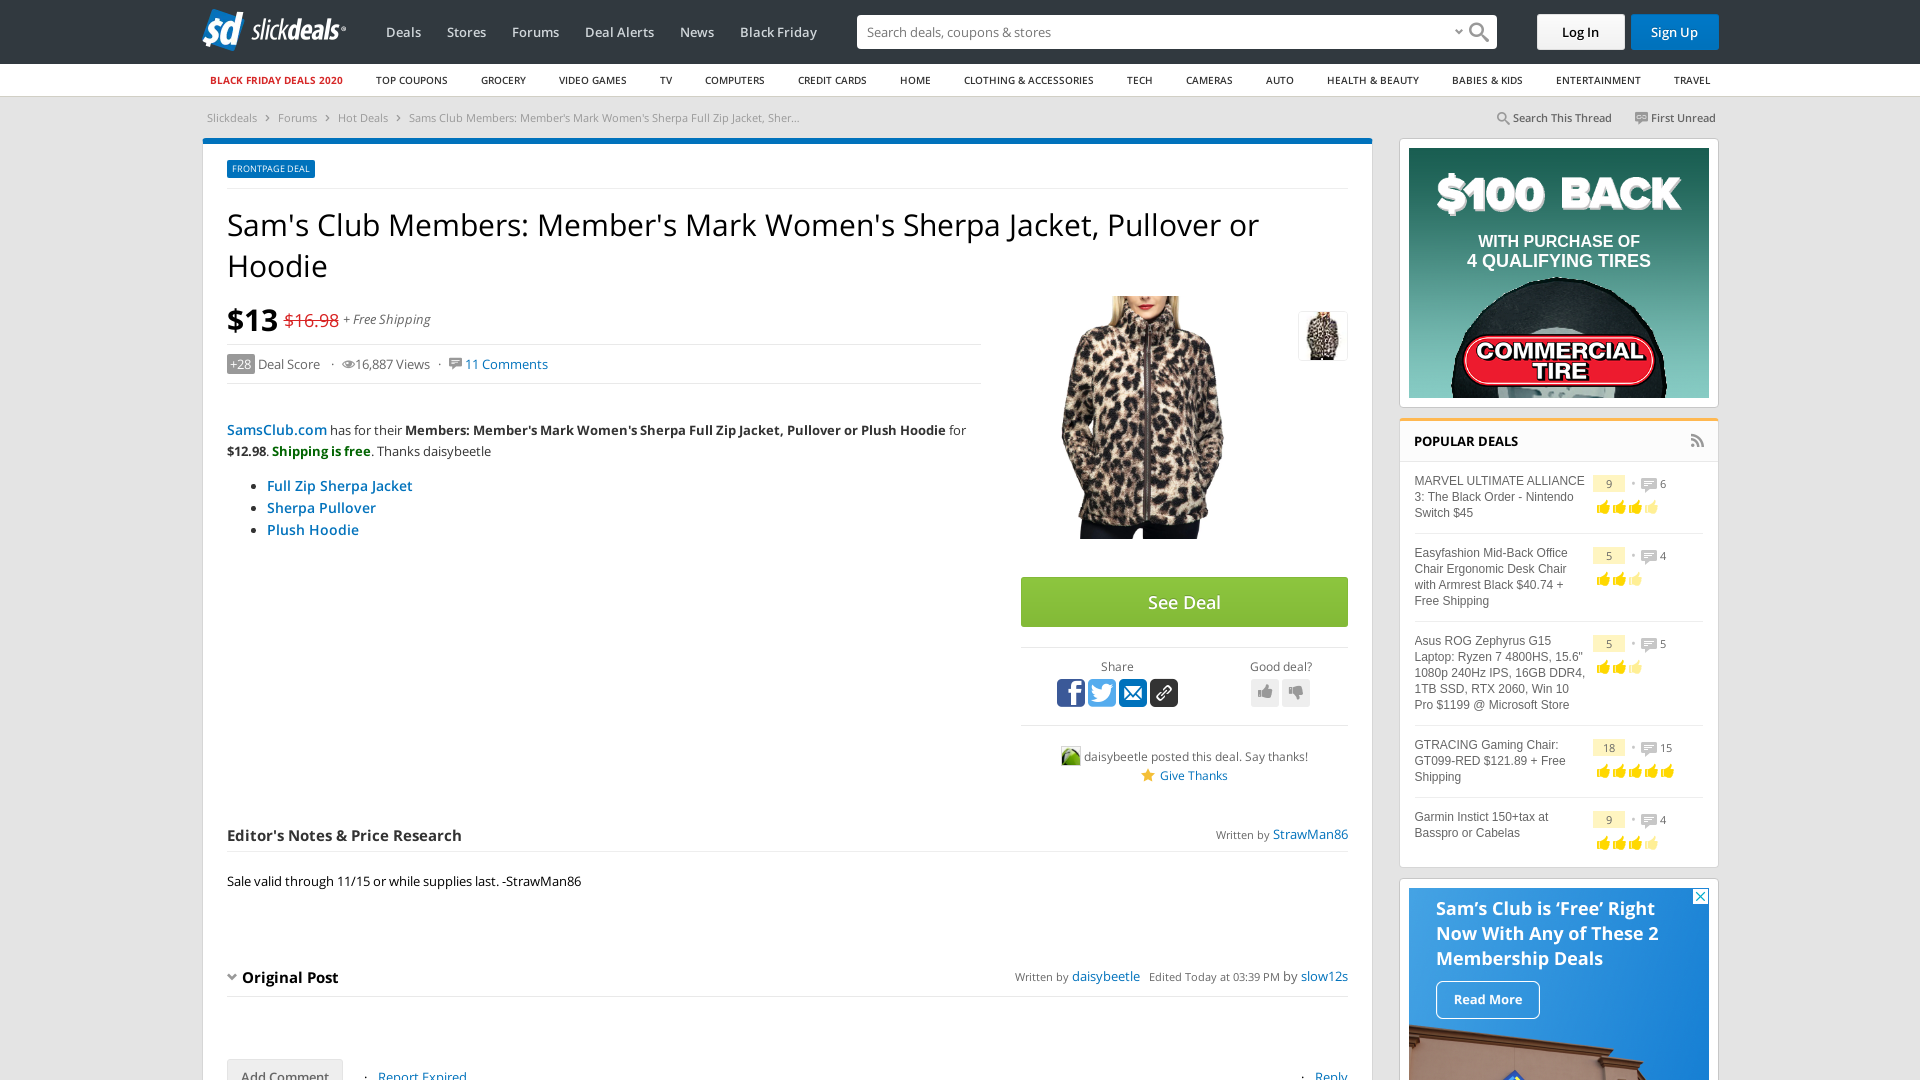 sd slickdeals
Deals Stores Forums Deal Alerts News Black Friday
Search deals, coupons & shopping
Log In
Sign Up
BLACK FRIDAY DEALS 2020 TOP COUPONS GROCERY VIDEO GAMES TV COMPUTERS CREDIT CARDS HOME CLOTHING & ACCESSORIES TECH CAMERAS AUTO HEALTH & BEAUTY BABIES & KIDS ENTERTAINMENT TRAVEL
Slickdeals › Forums › Hot Deals › Sams Club Members: Member's Mark Women's Sherpa Full Zip Jacket, Sher...
Search This Thread First Unread
FRONTPAGE DEAL
Sam's Club Members: Member's Mark Women's Sherpa Jacket, Pullover or
Hoodie
$13 $16.98 + Free Shipping
+28 Deal Score · 16,887 Views · 11 Comments
SamsClub.com has for their Members: Member's Mark Women's Sherpa Full Zip Jacket, Pullover or Plush Hoodie for
$12.98. Shipping is free. Thanks daisybeetle
• Full Zip Sherpa Jacket
• Sherpa Pullover
• Plush Hoodie
See Deal
Share
Good deal?
daisybeetle posted this deal. Say thanks!
Give Thanks
Editor's Notes & Price Research
Written by StrawMan86
Sale valid through 11/15 or while supplies last. -StrawMan86
Original Post
Written by daisybeetle Edited Today at 03:39 PM by slow12s
Add Comment · Report Expired
· Reply
$100 BACK
WITH PURCHASE OF
4 QUALIFYING TIRES
COMMERCIAL
TIRE
POPULAR DEALS
MARVEL ULTIMATE ALLIANCE
3: The Black Order - Nintendo
Switch $45
9 • 6
Easyfashion Mid-Back Office
Chair Ergonomic Desk Chair
with Armrest Black $40.74 +
Free Shipping
5 • 4
Asus ROG Zephyrus G15
Laptop: Ryzen 7 4800HS, 15.6"
1080p 240Hz IPS, 16GB DDR4,
1TB SSD, RTX 2060, Win 10
Pro $1199 @ Microsoft Store
5 • 5
GTRACING Gaming Chair:
GT099-RED $121.89 + Free
Shipping
18 • 15
Garmin Instict 150+tax at
Basspro or Cabelas
9 • 4
Sam's Club is ‘Free’ Right
Now With Any of These 2
Membership Deals
Read More